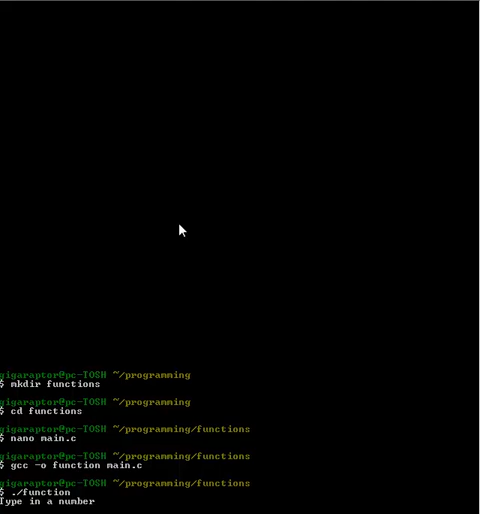 gigaraptor@pc-TOSH ~/programming
$ mkdir functions
gigaraptor@pc-TOSH ~/programming
$ cd functions
gigaraptor@pc-TOSH ~/programming/functions
$ nano main.c
gigaraptor@pc-TOSH ~/programming/functions
$ gcc -o function main.c
gigaraptor@pc-TOSH ~/programming/functions
$ ./function
Type in a number